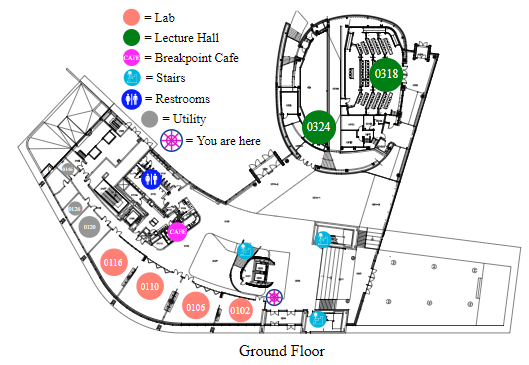 = Lab
= Lecture Hall
CAFE = Breakpoint Cafe
= Stairs
= Restrooms
= Utility
= You are here
0318
0324
0126
0120
CAFE
0116
0110
0106
0102
Ground Floor